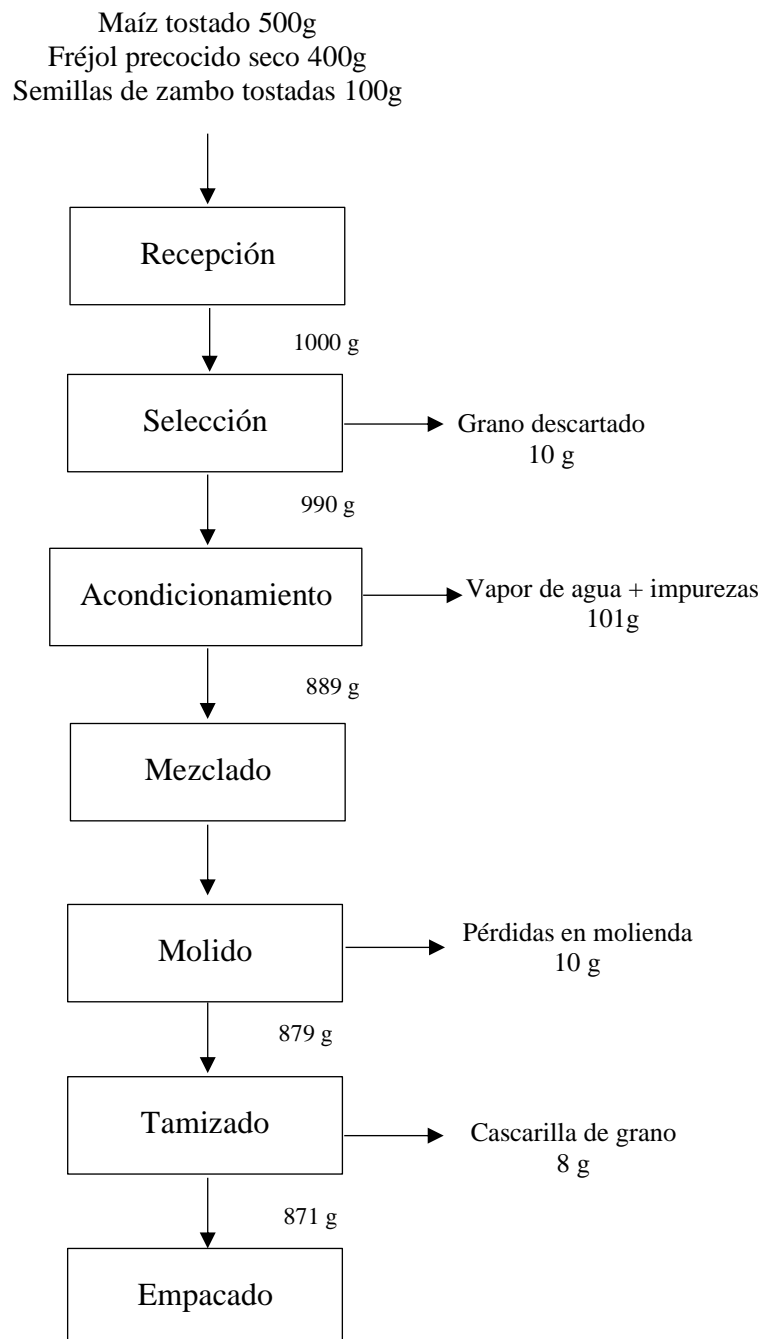 Maíz tostado 500g
Fréjol precocido seco 400g
Semillas de zambo tostadas 100g
Recepción
1000 g
Selección
Grano descartado
10 g
990 g
Acondicionamiento
Vapor de agua + impurezas
101g
889 g
Mezclado
Molido
Pérdidas en molienda
10 g
879 g
Tamizado
Cascarilla de grano
8 g
871 g
Empacado